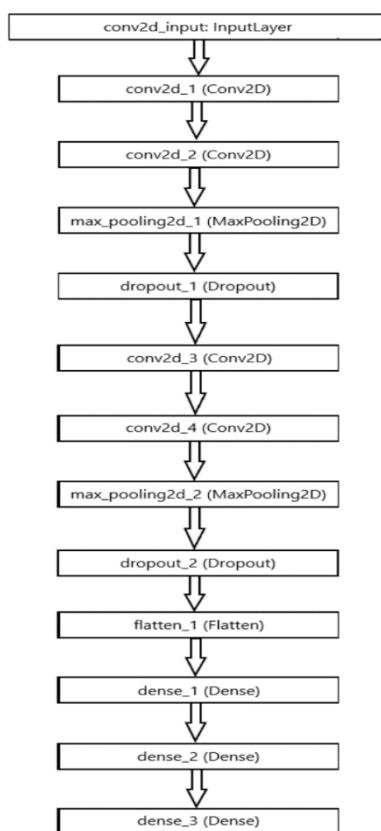 conv2d_input: InputLayer
conv2d_1 (Conv2D)
conv2d_2 (Conv2D)
max_pooling2d_1 (MaxPooling2D)
dropout_1 (Dropout)
conv2d_3 (Conv2D)
conv2d_4 (Conv2D)
max_pooling2d_2 (MaxPooling2D)
dropout_2 (Dropout)
flatten_1 (Flatten)
dense_1 (Dense)
dense_2 (Dense)
dense_3 (Dense)